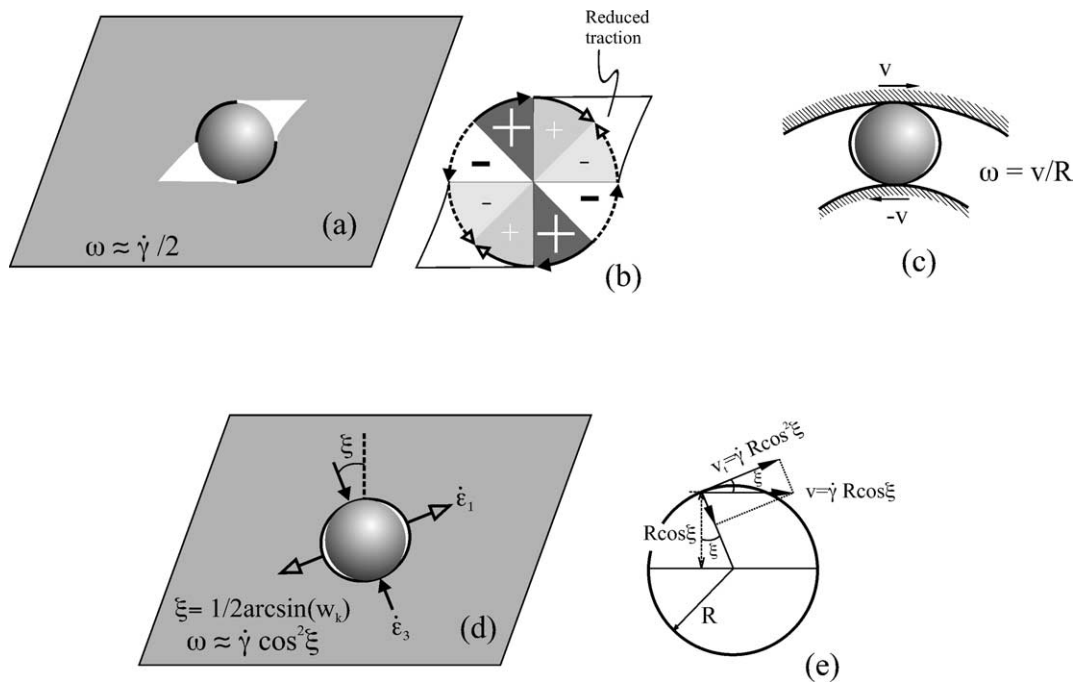 (a)
ω ≈ γ̇ /2
Reduced
traction
+
+
−
−
−
−
+
+
(b)
v
-v
ω = v/R
(c)
ξ
ε̇₁
ε̇₃
ξ= 1/2arcsin(wₖ)
ω ≈ γ̇ cos²ξ
(d)
vₜ=γ̇ Rcos²ξ
ξ
v=γ̇ Rcosξ
Rcosξ
ξ
R
(e)